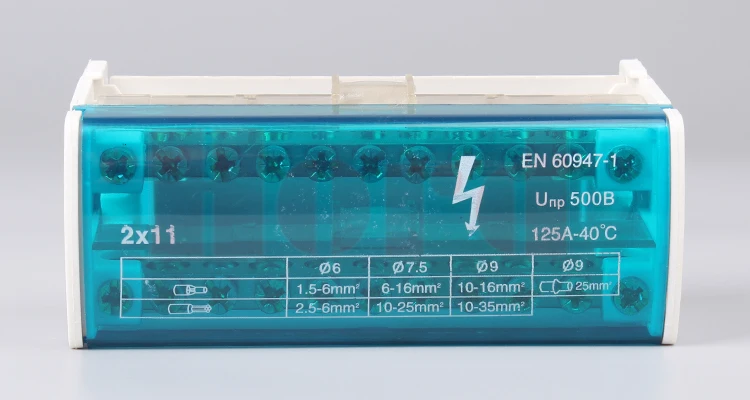 EN 60947-1
Uпр 500В
2x11
125A-40°C
Ø6 Ø7.5 Ø9 Ø9
1.5-6mm² 6-16mm² 10-16mm² 25mm²
2.5-6mm² 10-25mm² 10-35mm²